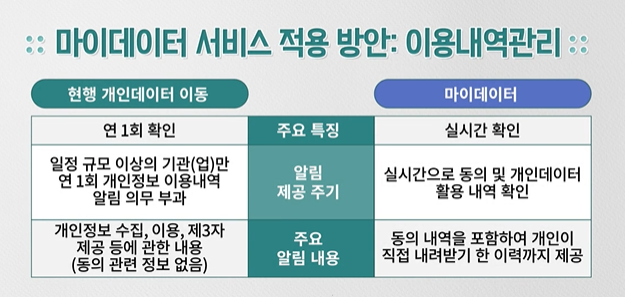 마이데이터 서비스 적용 방안: 이용내역관리
현행 개인데이터 이동
마이데이터
연 1회 확인
주요 특징
실시간 확인
일정 규모 이상의 기관(업)만
연 1회 개인정보 이용내역
알림 의무 부과
알림
제공 주기
실시간으로 동의 및 개인데이터
활용 내역 확인
개인정보 수집, 이용, 제3자
제공 등에 관한 내용
(동의 관련 정보 없음)
주요
알림 내용
동의 내역을 포함하여 개인이
직접 내려받기 한 이력까지 제공